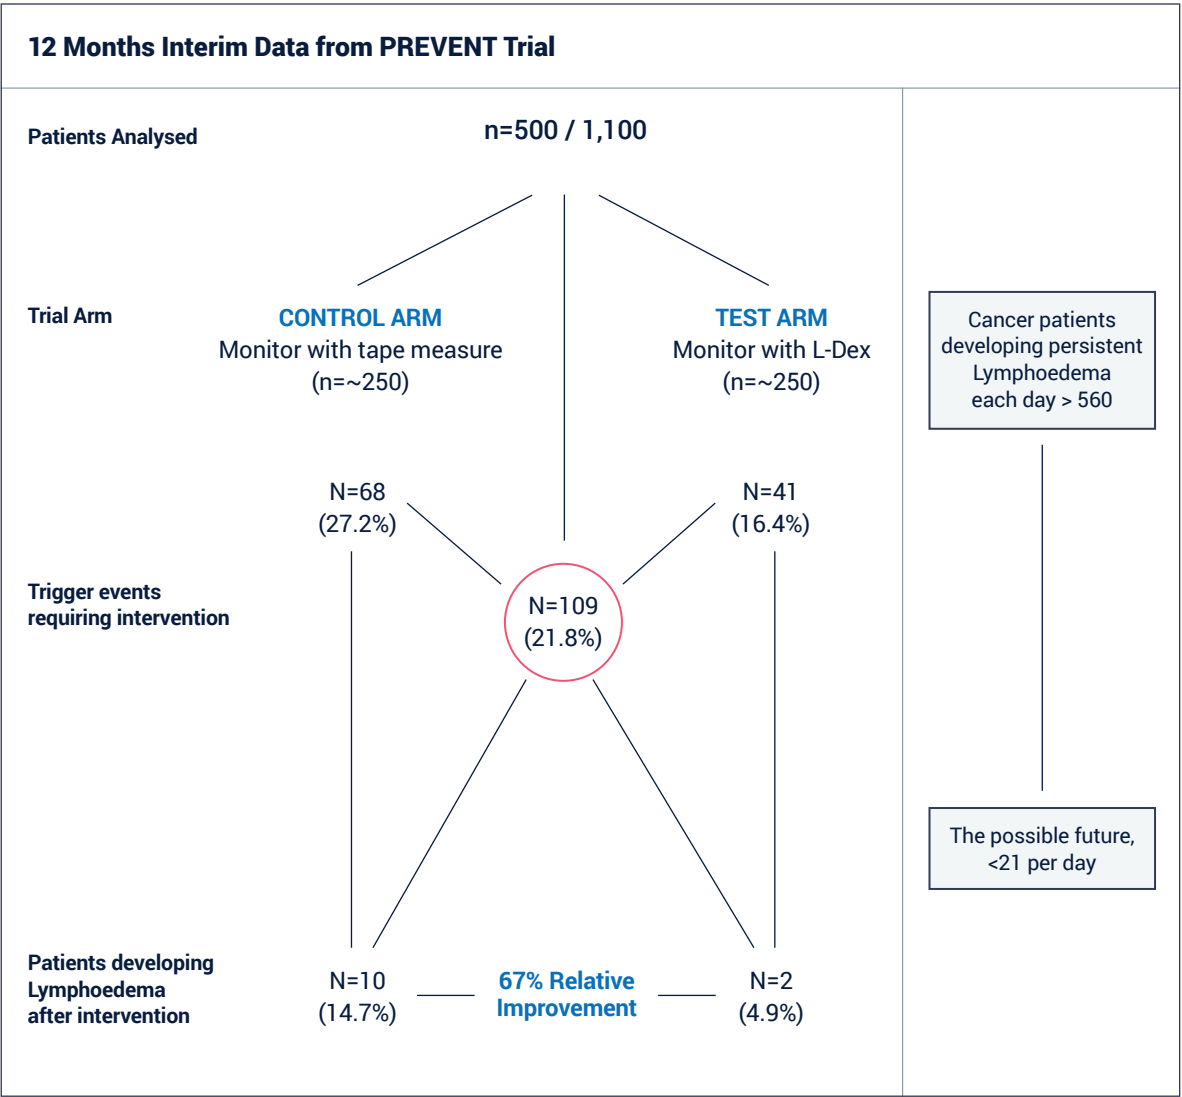 12 Months Interim Data from PREVENT Trial
Patients Analysed
n=500 / 1,100
Trial Arm
CONTROL ARM
Monitor with tape measure
(n=~250)
TEST ARM
Monitor with L-Dex
(n=~250)
Cancer patients
developing persistent
Lymphoedema
each day > 560
N=68
(27.2%)
N=41
(16.4%)
Trigger events
requiring intervention
N=109
(21.8%)
The possible future,
<21 per day
Patients developing
Lymphoedema
after intervention
N=10
(14.7%)
67% Relative
Improvement
N=2
(4.9%)